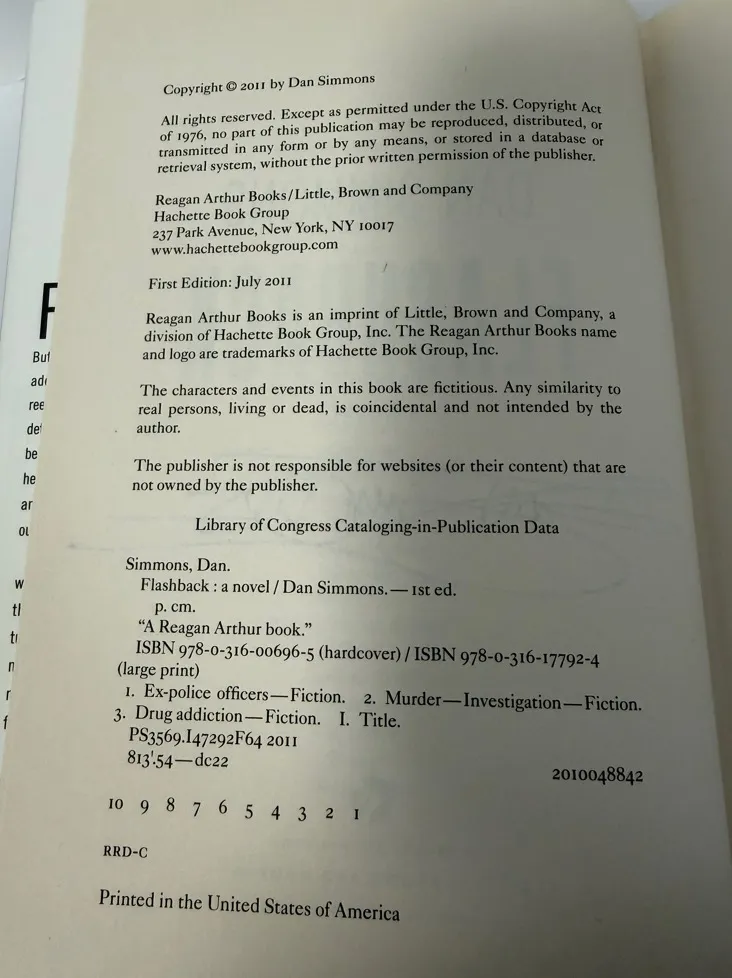 Copyright © 2011 by Dan Simmons
All rights reserved. Except as permitted under the U.S. Copyright Act
of 1976, no part of this publication may be reproduced, distributed, or
transmitted in any form or by any means, or stored in a database or
retrieval system, without the prior written permission of the publisher.
Reagan Arthur Books/Little, Brown and Company
Hachette Book Group
237 Park Avenue, New York, NY 10017
www.hachettebookgroup.com
First Edition: July 2011
Reagan Arthur Books is an imprint of Little, Brown and Company, a
division of Hachette Book Group, Inc. The Reagan Arthur Books name
and logo are trademarks of Hachette Book Group, Inc.
The characters and events in this book are fictitious. Any similarity to
real persons, living or dead, is coincidental and not intended by the
author.
The publisher is not responsible for websites (or their content) that are
not owned by the publisher.
Library of Congress Cataloging-in-Publication Data
Simmons, Dan.
Flashback : a novel / Dan Simmons. — 1st ed.
p. cm.
“A Reagan Arthur book.”
ISBN 978-0-316-00696-5 (hardcover) / ISBN 978-0-316-17792-4
(large print)
1. Ex-police officers—Fiction. 2. Murder—Investigation—Fiction.
3. Drug addiction—Fiction. I. Title.
PS3569.I47292F64 2011
813'.54—dc22
2010048842
10 9 8 7 6 5 4 3 2 1
RRD-C
Printed in the United States of America